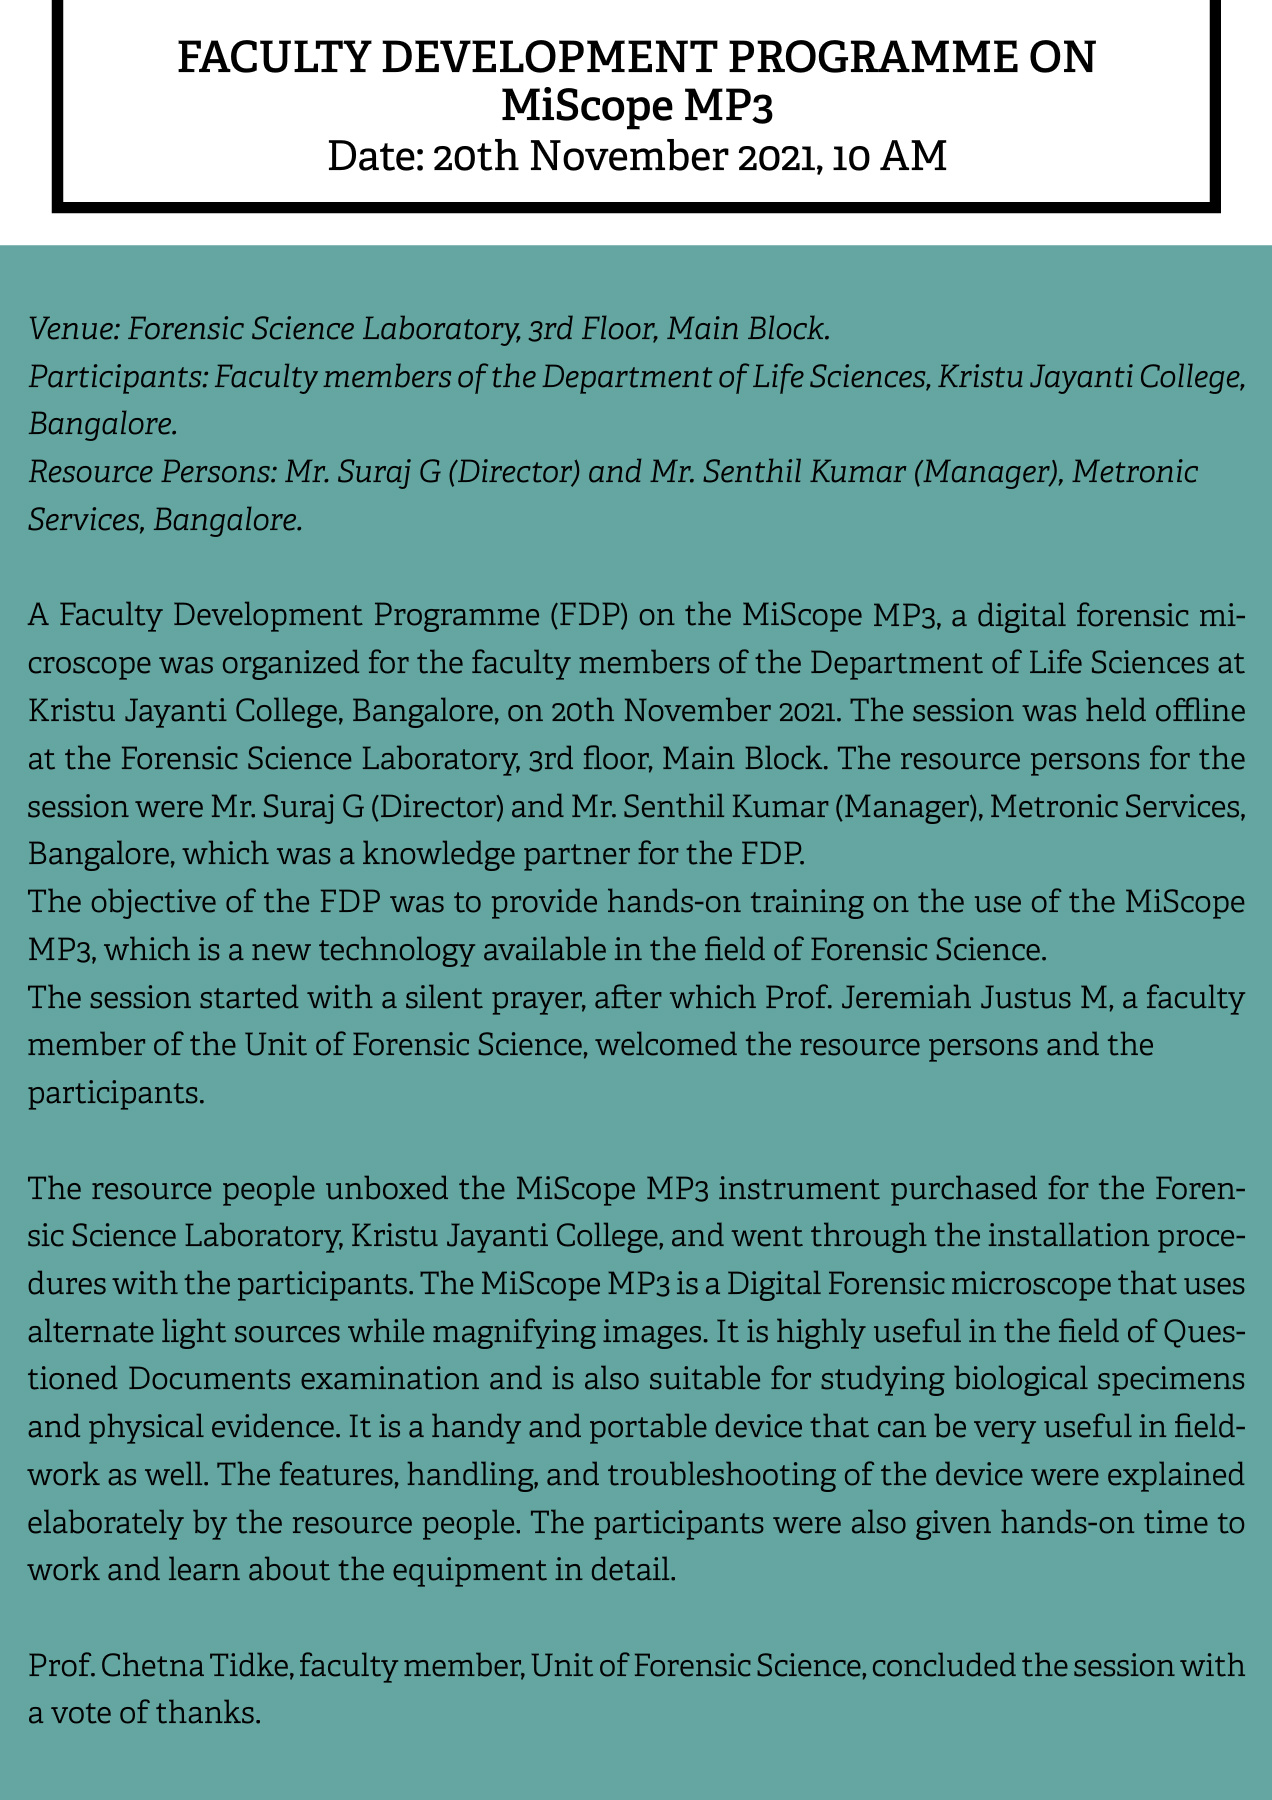 FACULTY DEVELOPMENT PROGRAMME ON
MiScope MP3
Date: 20th November 2021, 10 AM
Venue: Forensic Science Laboratory, 3rd Floor, Main Block.
Participants: Faculty members of the Department of Life Sciences, Kristu Jayanti College,
Bangalore.
Resource Persons: Mr. Suraj G (Director) and Mr. Senthil Kumar (Manager), Metronic
Services, Bangalore.
A Faculty Development Programme (FDP) on the MiScope MP3, a digital forensic mi-
croscope was organized for the faculty members of the Department of Life Sciences at
Kristu Jayanti College, Bangalore, on 20th November 2021. The session was held offline
at the Forensic Science Laboratory, 3rd floor, Main Block. The resource persons for the
session were Mr. Suraj G (Director) and Mr. Senthil Kumar (Manager), Metronic Services,
Bangalore, which was a knowledge partner for the FDP.
The objective of the FDP was to provide hands-on training on the use of the MiScope
MP3, which is a new technology available in the field of Forensic Science.
The session started with a silent prayer, after which Prof. Jeremiah Justus M, a faculty
member of the Unit of Forensic Science, welcomed the resource persons and the
participants.
The resource people unboxed the MiScope MP3 instrument purchased for the Foren-
sic Science Laboratory, Kristu Jayanti College, and went through the installation proce-
dures with the participants. The MiScope MP3 is a Digital Forensic microscope that uses
alternate light sources while magnifying images. It is highly useful in the field of Ques-
tioned Documents examination and is also suitable for studying biological specimens
and physical evidence. It is a handy and portable device that can be very useful in field-
work as well. The features, handling, and troubleshooting of the device were explained
elaborately by the resource people. The participants were also given hands-on time to
work and learn about the equipment in detail.
Prof. Chetna Tidke, faculty member, Unit of Forensic Science, concluded the session with
a vote of thanks.